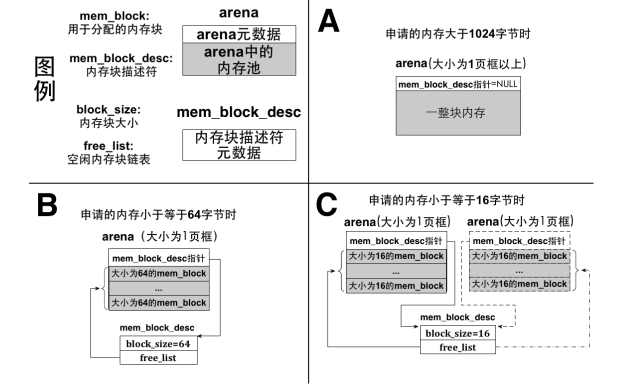 图
例
mem_block:
用于分配的内存块
mem_block_desc:
内存块描述符
block_size:
内存块大小
free_list:
空闲内存块链表
arena
arena元数据
arena中的
内存池
mem_block_desc
内存块描述符
元数据
A
申请的内存大于1024字节时
arena(大小为1页框以上)
mem_block_desc指针=NULL
一整块内存
B
申请的内存小于等于64字节时
arena（大小为1页框）
mem_block_desc指针
大小为64的mem_block
...
大小为64的mem_block
mem_block_desc
block_size=64
free_list
C
申请的内存小于等于16字节时
arena(大小为1页框) arena(大小为1页框)
mem_block_desc指针 mem_block_desc指针
大小为16的mem_block 大小为16的mem_block
... ...
大小为16的mem_block 大小为16的mem_block
mem_block_desc
block_size=16
free_list